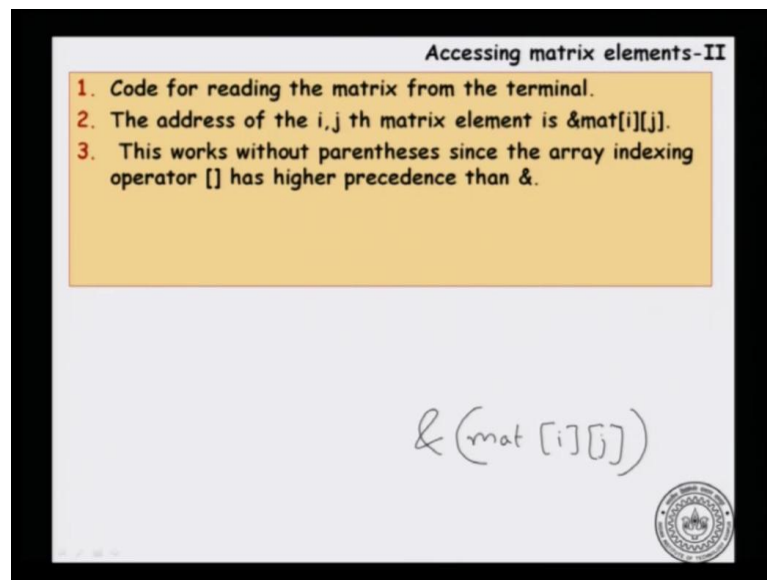 Accessing matrix elements-II
1. Code for reading the matrix from the terminal.
2. The address of the i,j th matrix element is &mat[i][j].
3. This works without parentheses since the array indexing
operator [] has higher precedence than &.
& (mat [i][j])